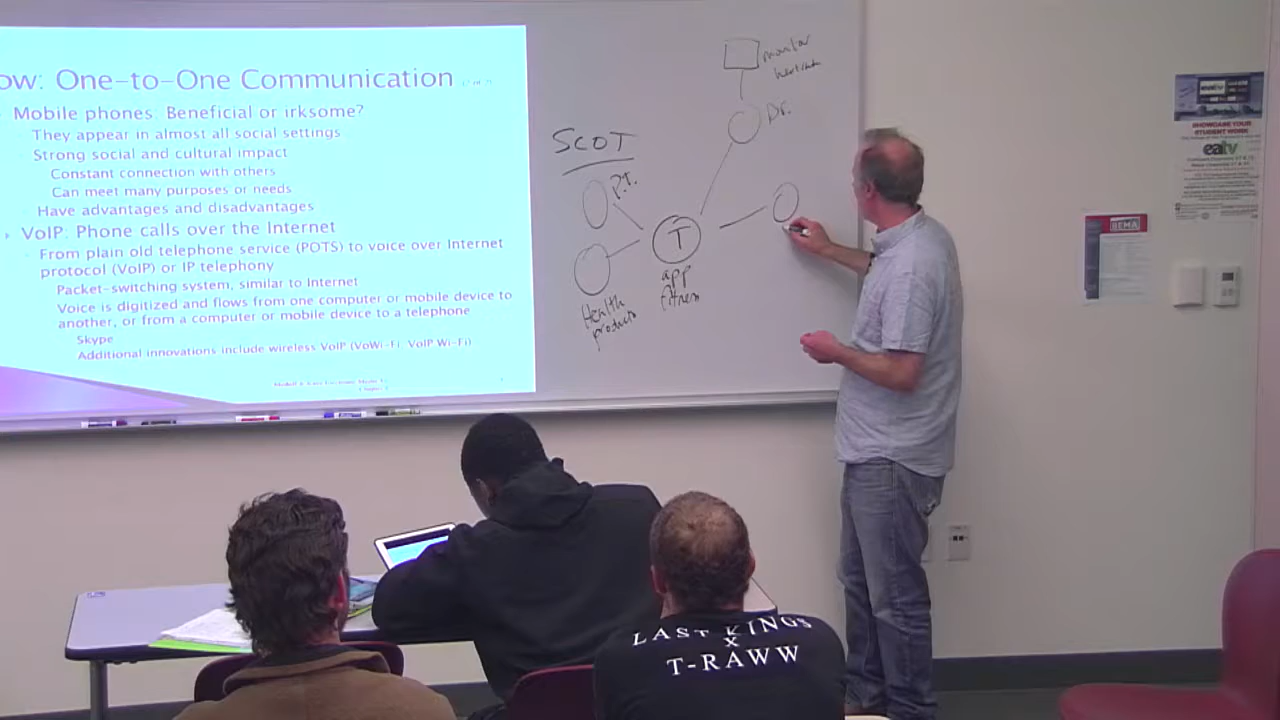 ow: One-to-One Communication
Mobile phones: Beneficial or irksome?
They appear in almost all social settings
Strong social and cultural impact
Constant connection with others
Can meet many purposes or needs
Have advantages and disadvantages
VoIP: Phone calls over the Internet
From plain old telephone service (POTS) to voice over Internet
protocol (VoIP) or IP telephony
Packet-switching system, similar to Internet
Voice is digitized and flows from one computer or mobile device to
another, or from a computer or mobile device to a telephone
Skype
Additional innovations include wireless VoIP (VoWi-Fi, VoIP Wi-Fi)
SCOT
P.T.
Health
products
T
app
fitness
Dr.
monitor
SHOWCASE YOUR
STUDENT WORK
eatv
BEMA
LAST KINGS
X
T-RAWW